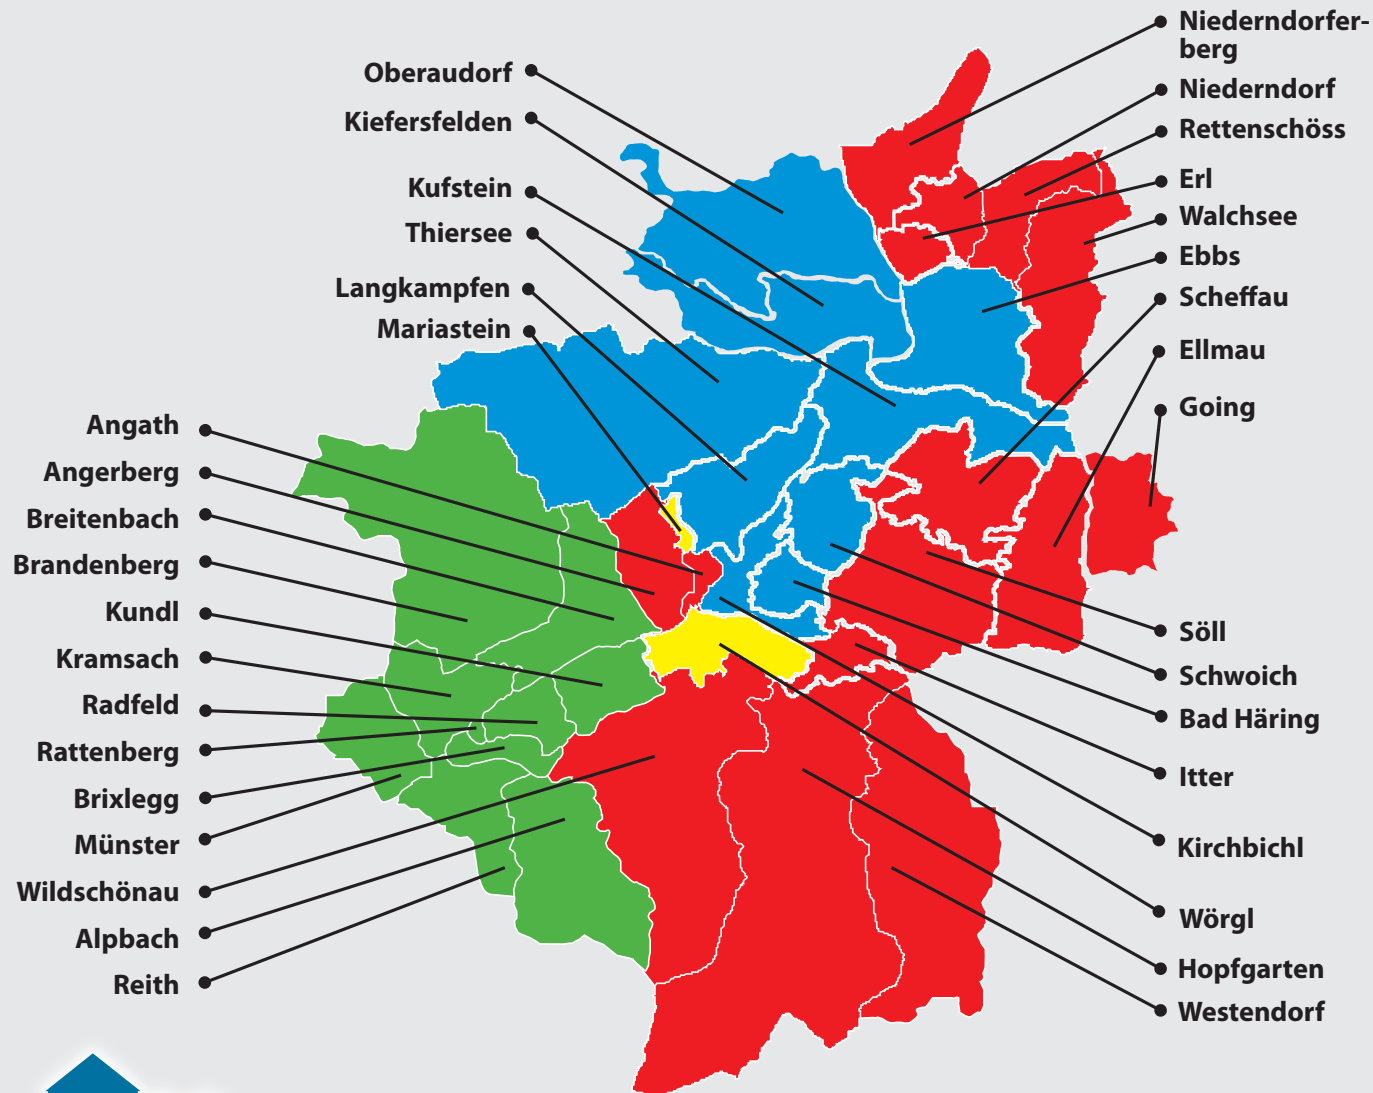 Oberaudorf
Kiefersfelden
Kufstein
Thiersee
Langkampfen
Mariastein
Angath
Angerberg
Breitenbach
Brandenberg
Kundl
Kramsach
Radfeld
Rattenberg
Brixlegg
Münster
Wildschönau
Alpbach
Reith
Niederndorfer-
berg
Niederndorf
Rettenschöss
Erl
Walchsee
Ebbs
Scheffau
Ellmau
Going
Söll
Schwoich
Bad Häring
Itter
Kirchbichl
Wörgl
Hopfgarten
Westendorf